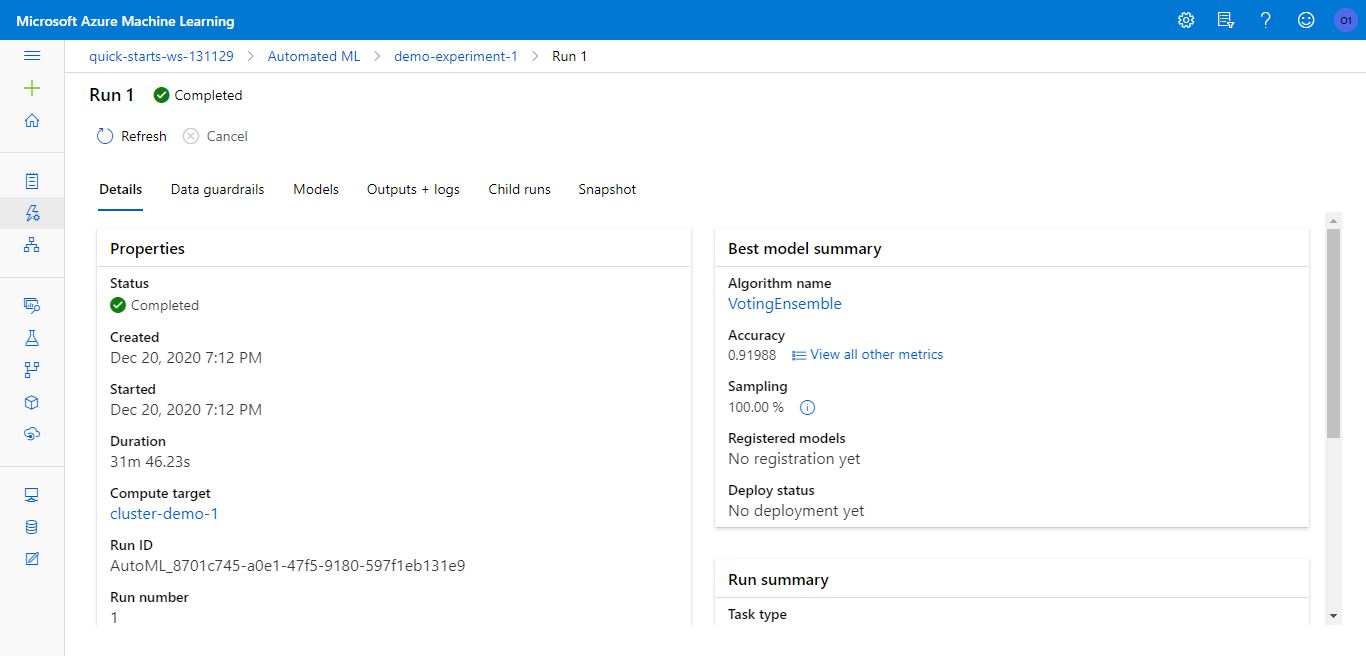 Microsoft Azure Machine Learning
O1
quick-starts-ws-131129 > Automated ML > demo-experiment-1 > Run 1
Run 1 Completed
Refresh Cancel
Details Data guardrails Models Outputs + logs Child runs Snapshot
Properties
Status
Completed
Created
Dec 20, 2020 7:12 PM
Started
Dec 20, 2020 7:12 PM
Duration
31m 46.23s
Compute target
cluster-demo-1
Run ID
AutoML_8701c745-a0e1-47f5-9180-597f1eb131e9
Run number
1
Best model summary
Algorithm name
VotingEnsemble
Accuracy
0.91988 View all other metrics
Sampling
100.00 %
Registered models
No registration yet
Deploy status
No deployment yet
Run summary
Task type